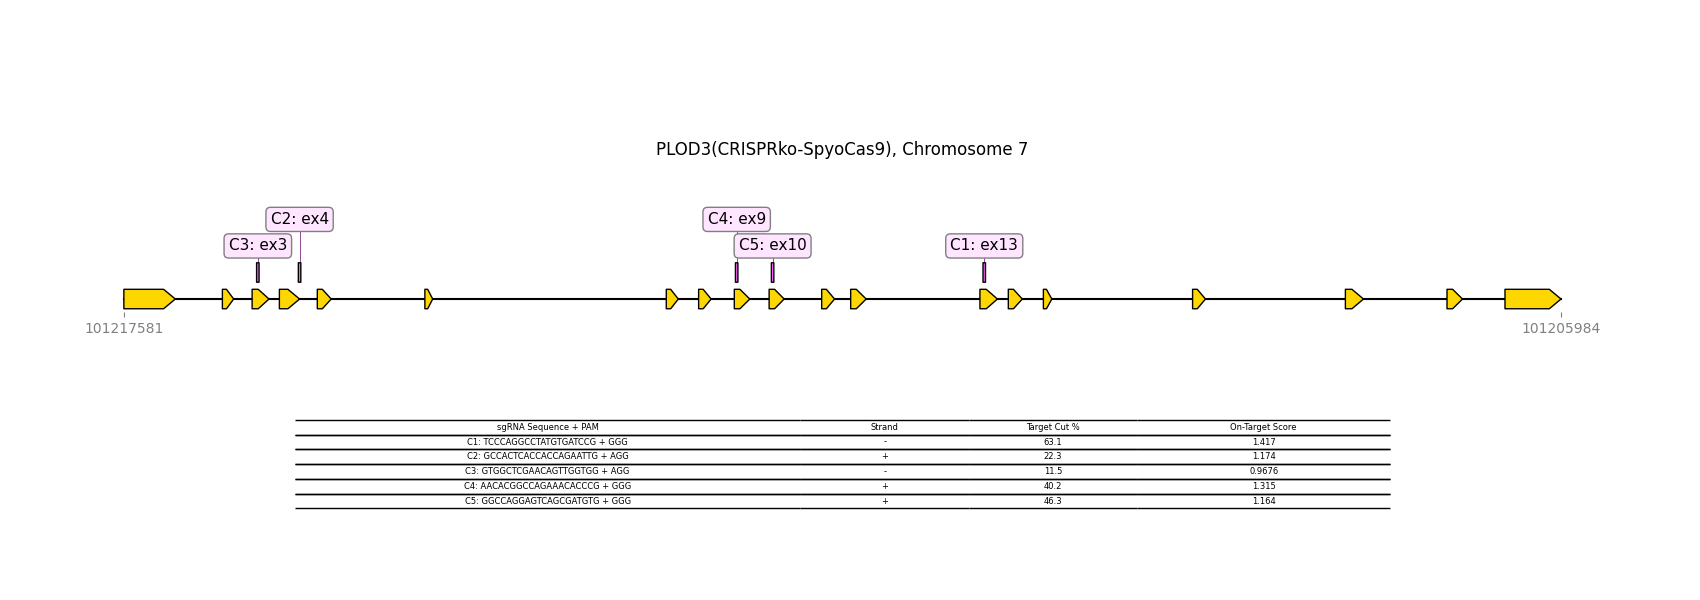 PLOD3(CRISPRko-SpyoCas9), Chromosome 7
C2: ex4
C4: ex9
C3: ex3
C5: ex10
C1: ex13
101217581
101205984
sgRNA Sequence + PAM Strand Target Cut % On-Target Score
C1: TCCCAGGCCTATGTGATCCG + GGG - 63.1 1.417
C2: GCCACTCACCACCAGAATTG + AGG + 22.3 1.174
C3: GTGGCTCGAACAGTTGGTGG + AGG - 11.5 0.9676
C4: AACACGGCCAGAAACACCCG + GGG + 40.2 1.315
C5: GGCCAGGAGTCAGCGATGTG + GGG + 46.3 1.164